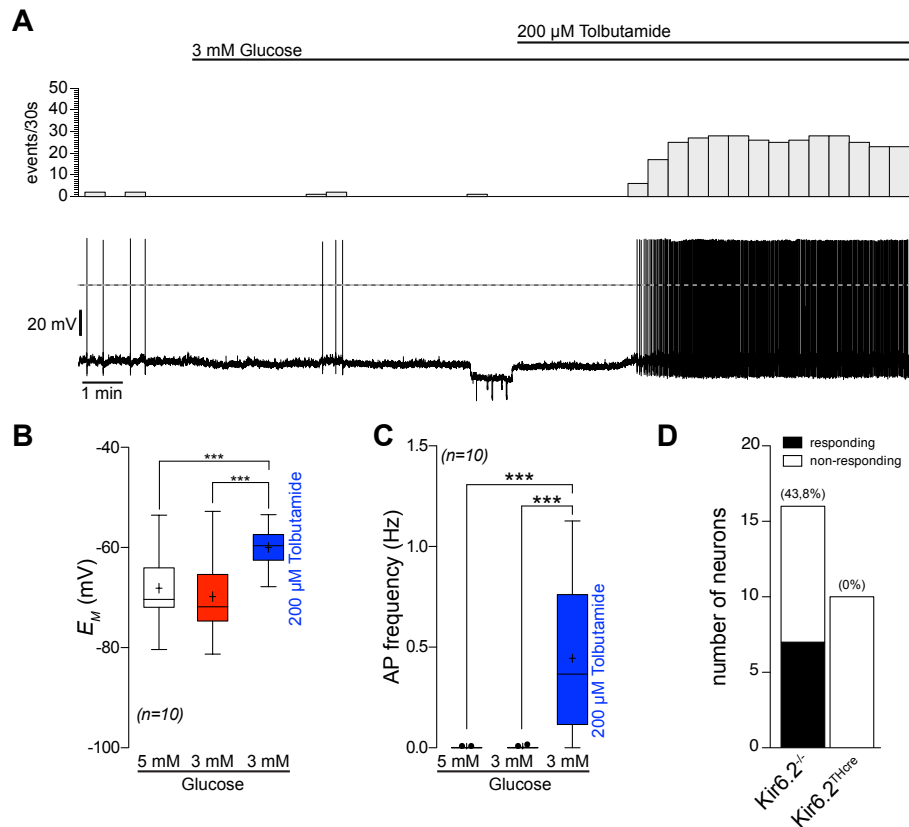 A
200 µM Tolbutamide
3 mM Glucose
events/30s
50
40
30
20
10
0
20 mV
1 min
B
E_M (mV)
-40
-60
-80
-100
***
***
(n=10)
200 µM Tolbutamide
5 mM 3 mM 3 mM
Glucose
C
AP frequency (Hz)
1.5
1.0
0.5
0.0
(n=10)
***
***
200 µM Tolbutamide
5 mM 3 mM 3 mM
Glucose
D
responding
non-responding
number of neurons
20
15
10
5
0
(43,8%)
(0%)
Kir6.2-/-
Kir6.2THcre